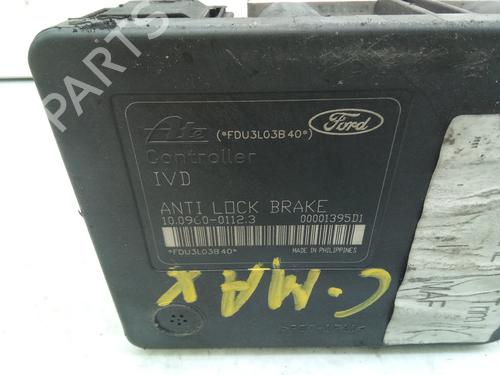 PARTS
Ate (*FDU3L03B40*) Ford
Controller
IVD
ANTI LOCK BRAKE
10.0960-0112.3 00001395D1
*FDU3L03B40* MADE IN PHILIPPINES
C-MAX